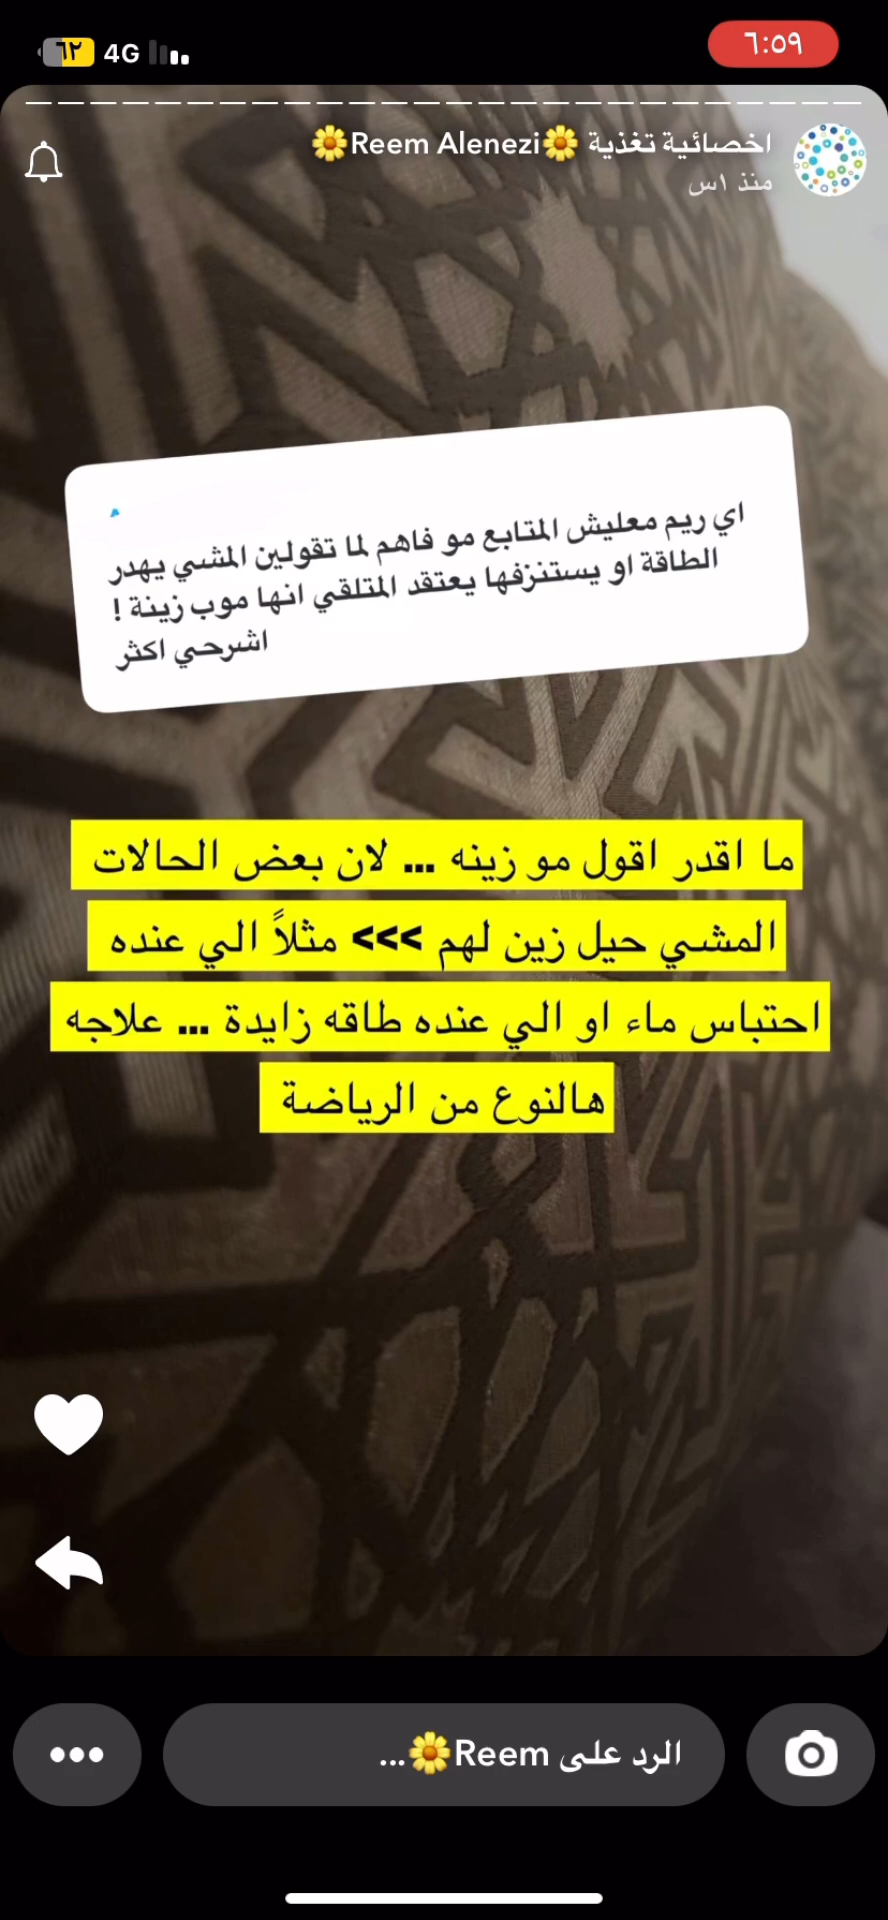 ٦:٥٩
4G
٦٢
اخصائية تغذية 🌼Reem Alenezi🌼
منذ ١س
اي ريم معليش المتابع مو فاهم لما تقولين المشي يهدر
الطاقة او يستنزفها يعتقد المتلقي انها موب زينة !
اشرحي اكثر
ما اقدر اقول مو زينه ... لان بعض الحالات
المشي حيل زين لهم >>> مثلاً الي عنده
احتباس ماء او الي عنده طاقه زايدة ... علاجه
هالنوع من الرياضة
الرد على Reem🌼...